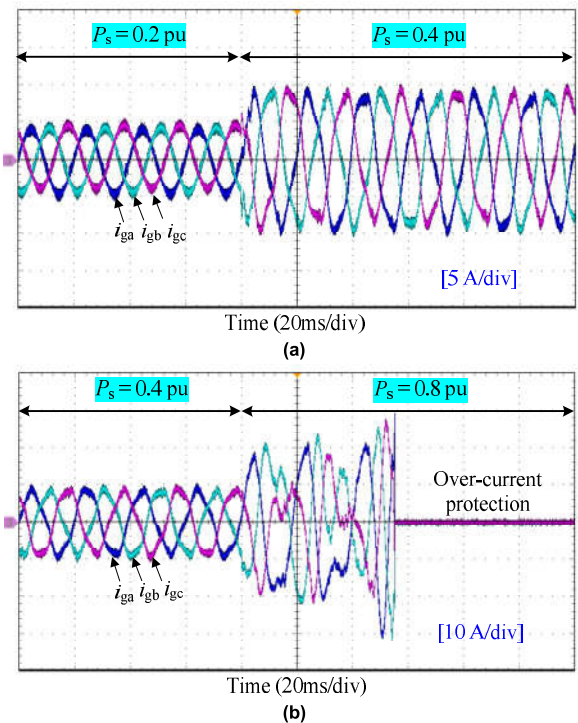 Ps = 0.2 pu
Ps = 0.4 pu
iga igb igc
[5 A/div]
Time (20ms/div)
(a)
Ps = 0.4 pu
Ps = 0.8 pu
Over-current
protection
iga igb igc
[10 A/div]
Time (20ms/div)
(b)